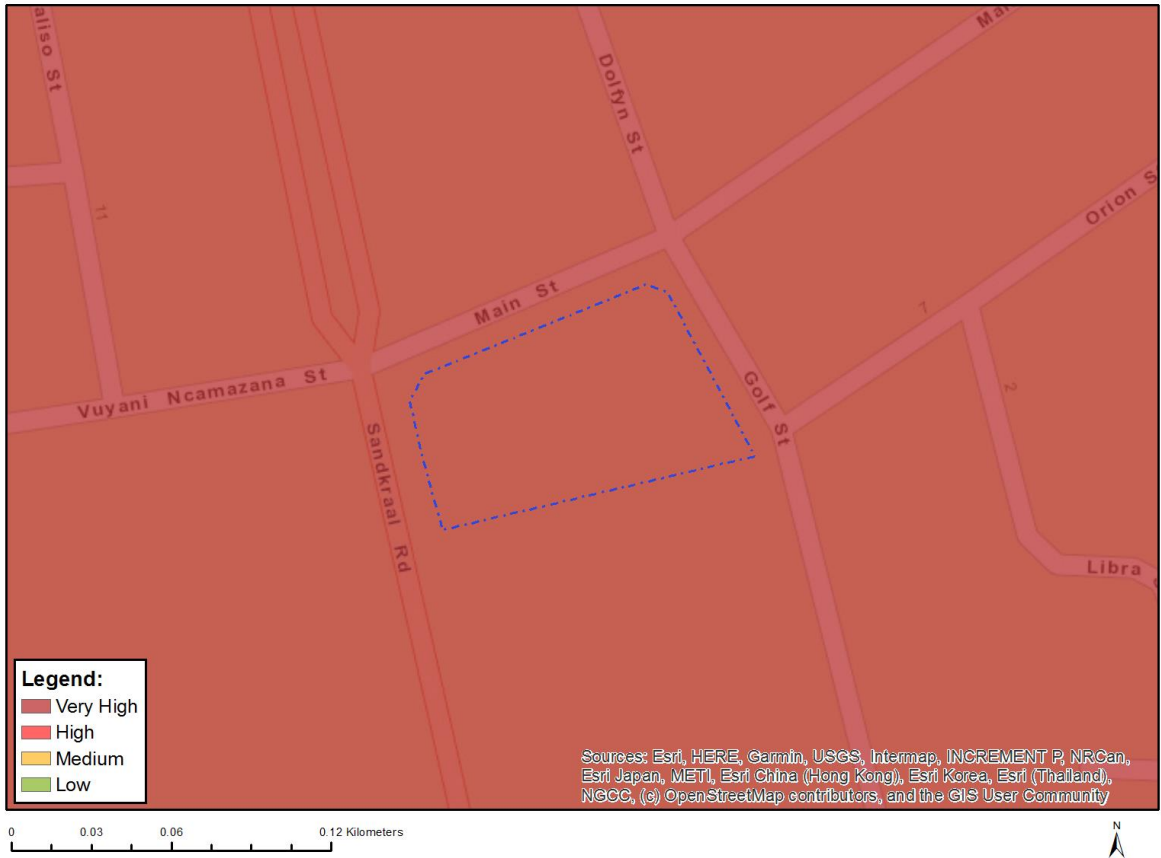 aliso St
11
Dolfyn St
Mai
Orion S
Main St
7
Vuyani Ncamazana St
Golf St
2
Sandkraal Rd
Libra
Legend:
Very High
High
Medium
Low
Sources: Esri, HERE, Garmin, USGS, Intermap, INCREMENT P, NRCan,
Esri Japan, METI, Esri China (Hong Kong), Esri Korea, Esri (Thailand),
NGCC, (c) OpenStreetMap contributors, and the GIS User Community
0 0.03 0.06 0.12 Kilometers
N